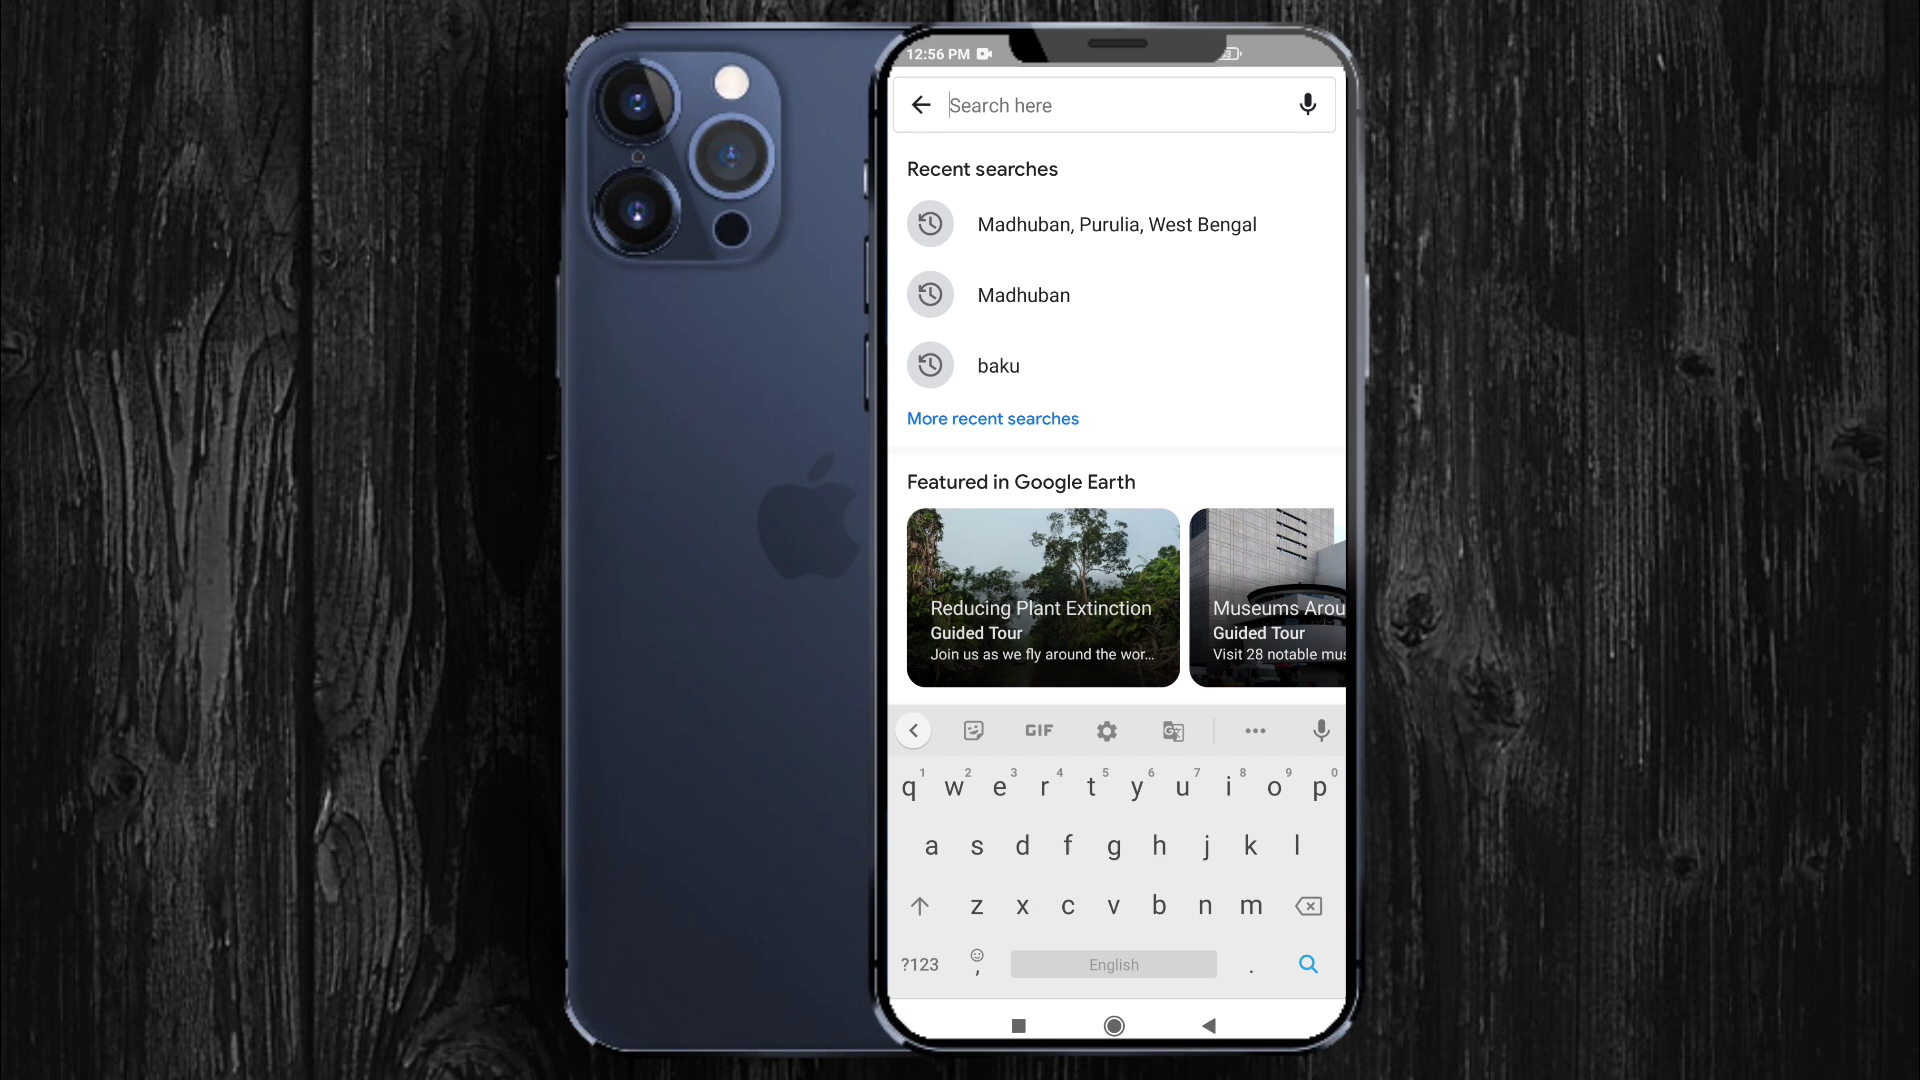 12:56 PM
Search here
Recent searches
Madhuban, Purulia, West Bengal
Madhuban
baku
More recent searches
Featured in Google Earth
Reducing Plant Extinction
Guided Tour
Join us as we fly around the wor...
Museums Arou
Guided Tour
Visit 28 notable mus
GIF
q1 w2 e3 r4 t5 y6 u7 i8 o9 p0
a s d f g h j k l
z x c v b n m
?123 , English .